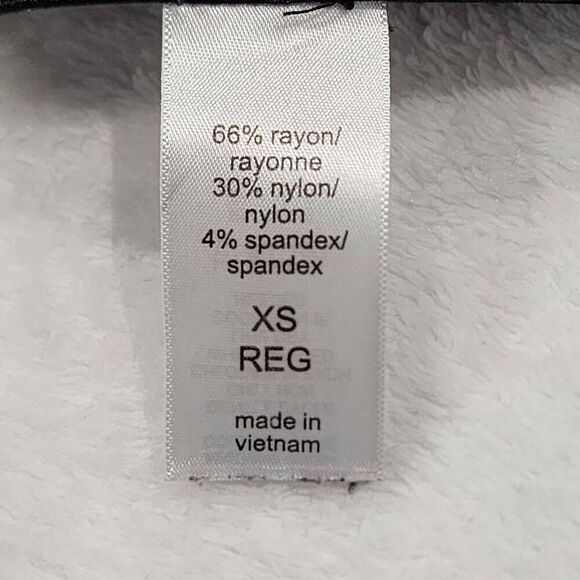 66% rayon/
rayonne
30% nylon/
nylon
4% spandex/
spandex
XS
REG
made in
vietnam